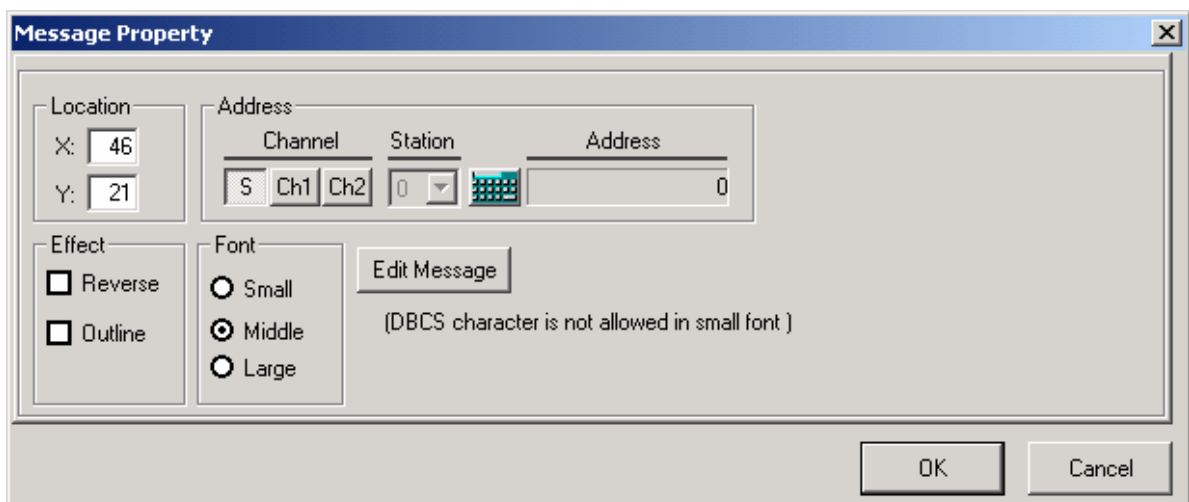 Message Property
Location
X: 46
Y: 21
Address
Channel Station Address
S Ch1 Ch2 0 0
Effect
Reverse
Outline
Font
Small
Middle
Large
Edit Message
(DBCS character is not allowed in small font )
OK Cancel